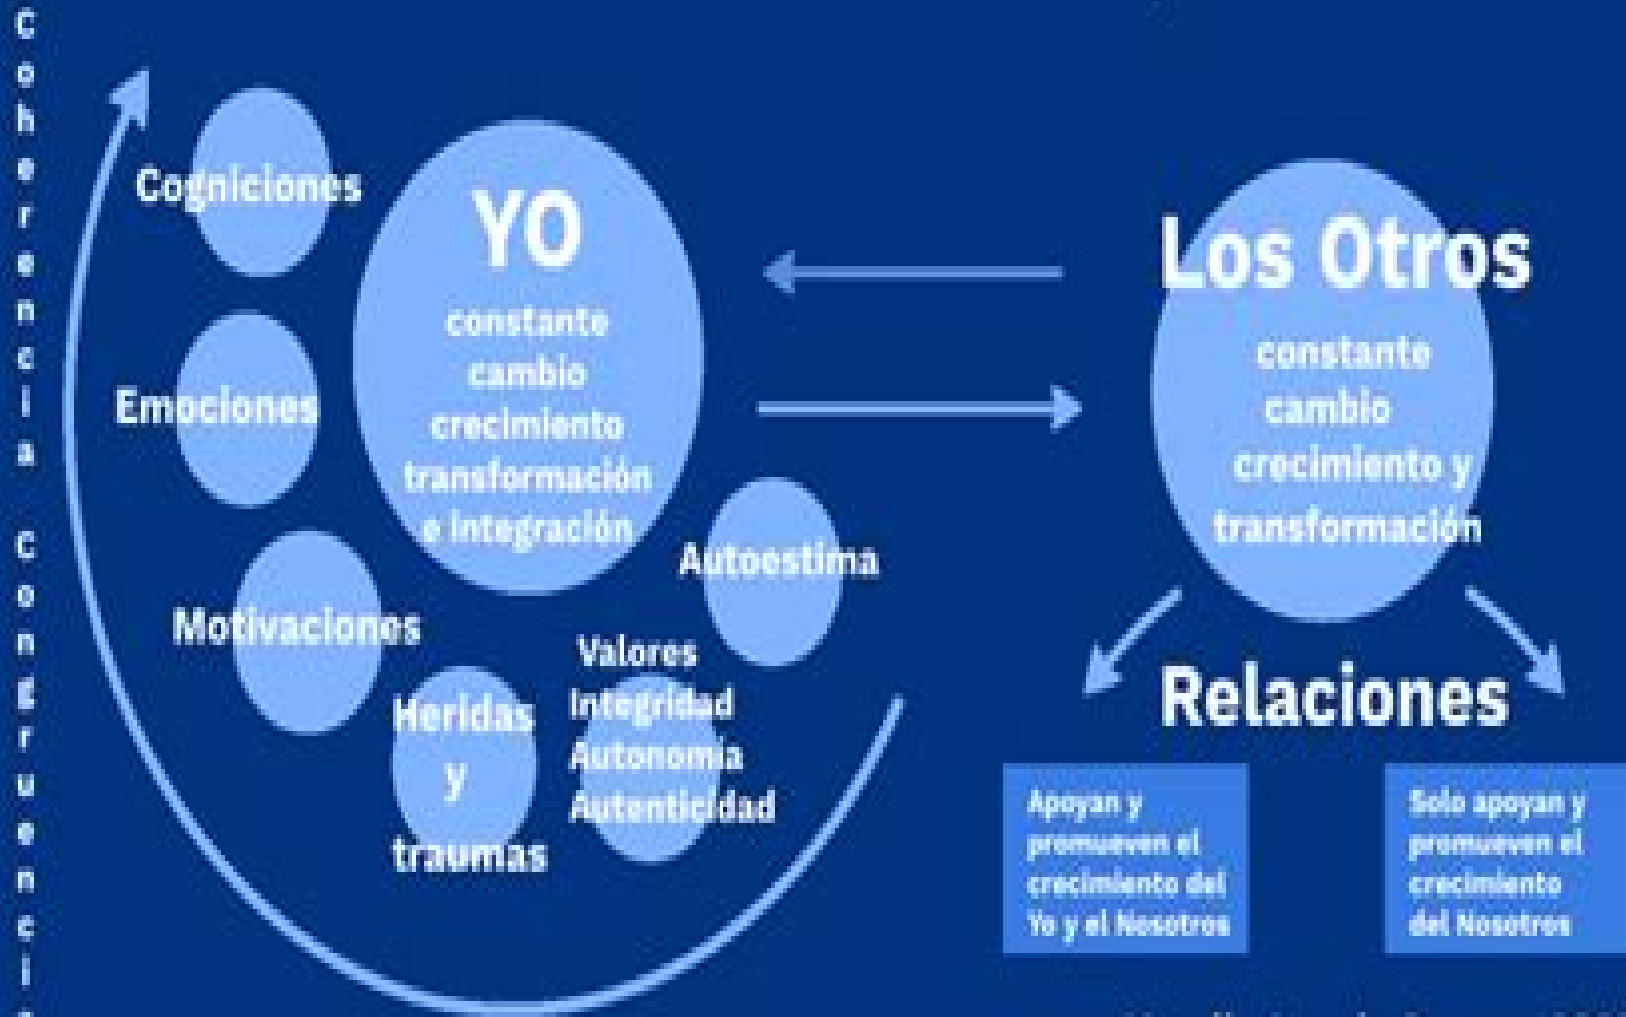 Coherencia Congruencia
Cogniciones
Emociones
Motivaciones
Heridas
y
traumas
Valores
Integridad
Autonomía
Autenticidad
Autoestima
YO
constante
cambio
crecimiento
transformación
e integración
Los Otros
constante
cambio
crecimiento y
transformación
Relaciones
Apoyan y
promueven el
crecimiento del
Yo y el Nosotros
Solo apoyan y
promueven el
crecimiento
del Nosotros